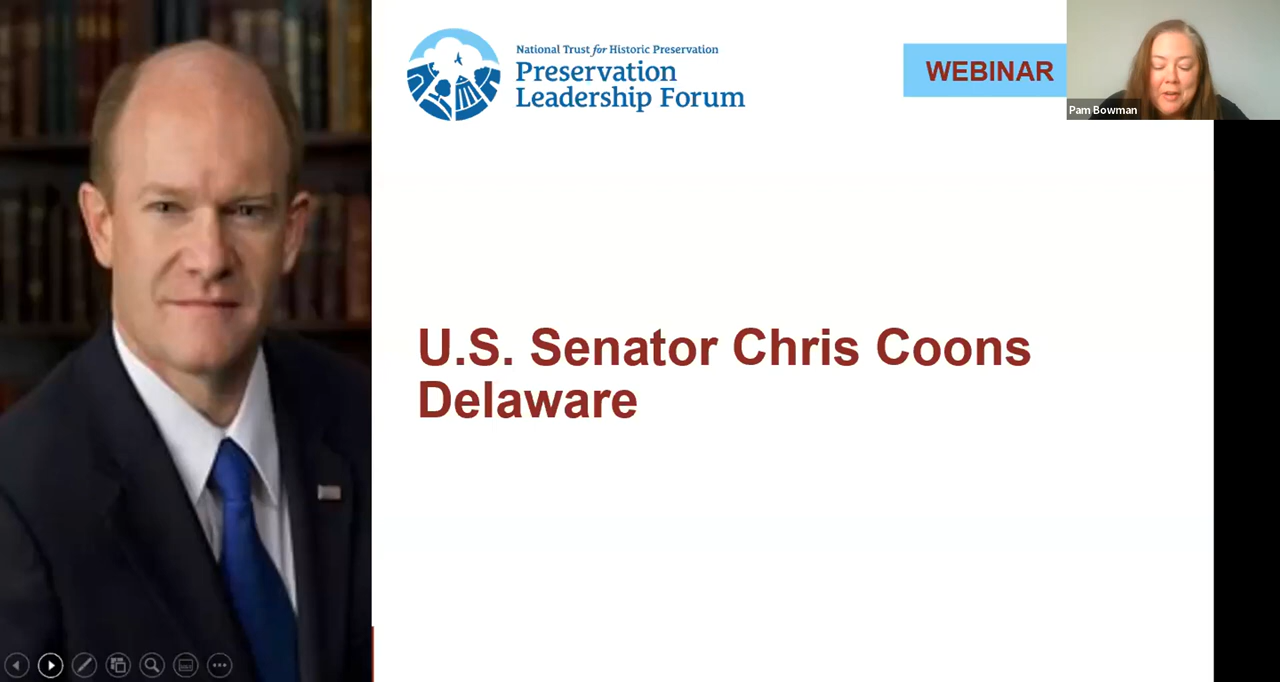 National Trust for Historic Preservation
Preservation
Leadership Forum
WEBINAR
Pam Bowman
U.S. Senator Chris Coons
Delaware